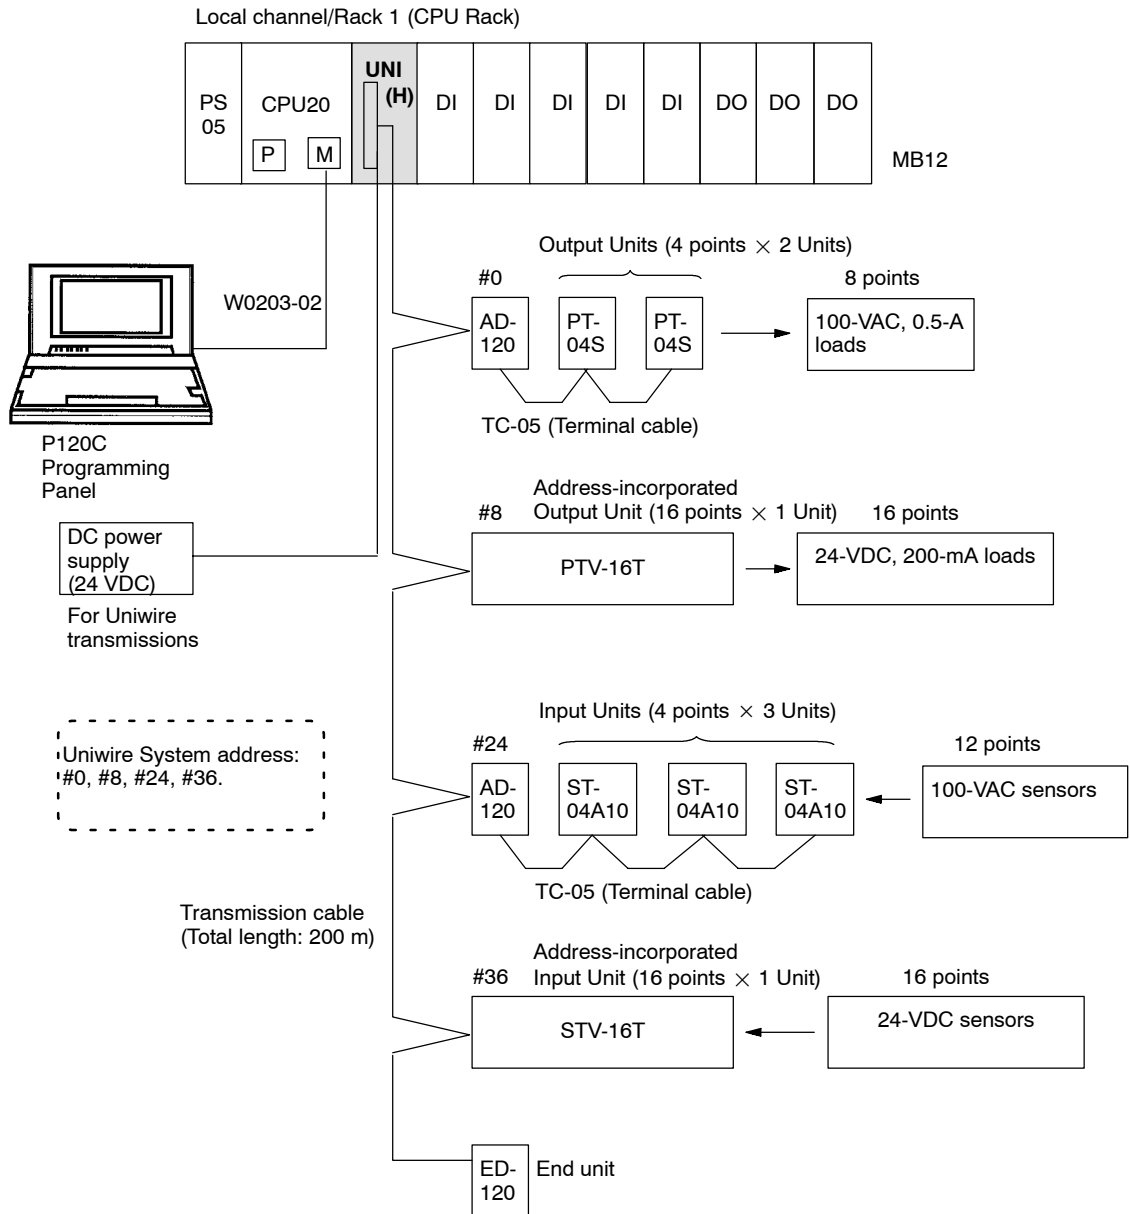 Local channel/Rack 1 (CPU Rack)
PS
05
CPU20
P
M
UNI
(H)
DI
DI
DI
DI
DI
DO
DO
DO
MB12
W0203-02
P120C
Programming
Panel
DC power
supply
(24 VDC)
For Uniwire
transmissions
Output Units (4 points × 2 Units)
#0
8 points
AD-
120
PT-
04S
PT-
04S
100-VAC, 0.5-A
loads
TC-05 (Terminal cable)
Address-incorporated
#8 Output Unit (16 points × 1 Unit)
16 points
PTV-16T
24-VDC, 200-mA loads
Uniwire System address:
#0, #8, #24, #36.
Input Units (4 points × 3 Units)
#24
12 points
AD-
120
ST-
04A10
ST-
04A10
ST-
04A10
100-VAC sensors
TC-05 (Terminal cable)
Transmission cable
(Total length: 200 m)
Address-incorporated
#36 Input Unit (16 points × 1 Unit)
16 points
STV-16T
24-VDC sensors
ED-
120
End unit